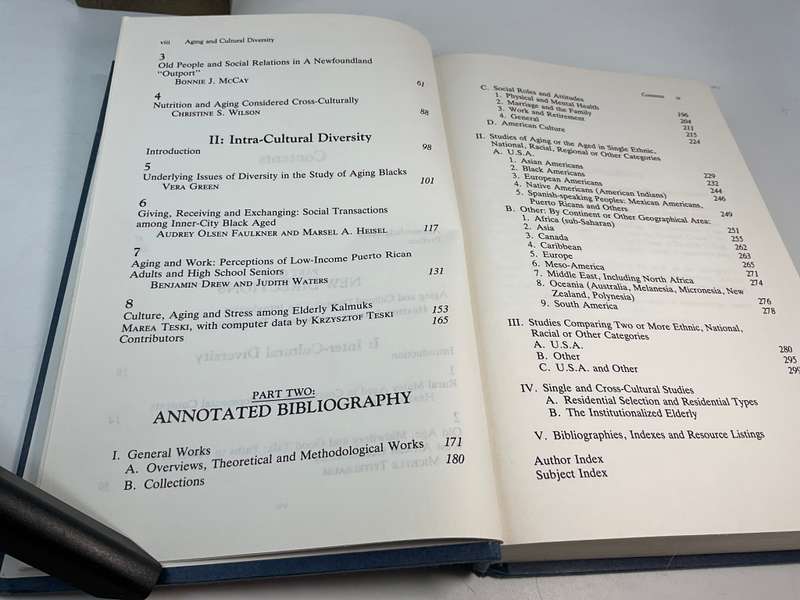 viii Aging and Cultural Diversity
3
Old People and Social Relations in A Newfoundland
"Outport"
BONNIE J. MCCAY 61
4
Nutrition and Aging Considered Cross-Culturally
CHRISTINE S. WILSON 88
II: Intra-Cultural Diversity
Introduction 98
5
Underlying Issues of Diversity in the Study of Aging Blacks
VERA GREEN 101
6
Giving, Receiving and Exchanging: Social Transactions
among Inner-City Black Aged
AUDREY OLSEN FAULKNER AND MARSEL A. HEISEL 117
7
Aging and Work: Perceptions of Low-Income Puerto Rican
Adults and High School Seniors
BENJAMIN DREW AND JUDITH WATERS 131
8
Culture, Aging and Stress among Elderly Kalmuks
MAREA TESKI, with computer data by KRZYSZTOF TESKI 153
Contributors 165
PART TWO:
ANNOTATED BIBLIOGRAPHY
I. General Works
A. Overviews, Theoretical and Methodological Works 171
B. Collections 180
Contents ix
C. Social Roles and Attitudes
1. Physical and Mental Health 196
2. Marriage and the Family 204
3. Work and Retirement 211
4. General 215
D. American Culture 224
II. Studies of Aging or the Aged in Single Ethnic,
National, Racial, Regional or Other Categories
A. U.S.A.
1. Asian Americans 229
2. Black Americans 232
3. European Americans 244
4. Native Americans (American Indians) 246
5. Spanish-speaking Peoples: Mexican Americans,
Puerto Ricans and Others 249
B. Other: By Continent or Other Geographical Area:
1. Africa (sub-Saharan) 251
2. Asia 255
3. Canada 262
4. Caribbean 262
5. Europe 263
6. Meso-America 265
7. Middle East, Including North Africa 271
8. Oceania (Australia, Melanesia, Micronesia, New
Zealand, Polynesia) 276
9. South America 278
III. Studies Comparing Two or More Ethnic, National,
Racial or Other Categories
A. U.S.A. 280
B. Other 295
C. U.S.A. and Other 299
IV. Single and Cross-Cultural Studies
A. Residential Selection and Residential Types
B. The Institutionalized Elderly
V. Bibliographies, Indexes and Resource Listings
Author Index
Subject Index